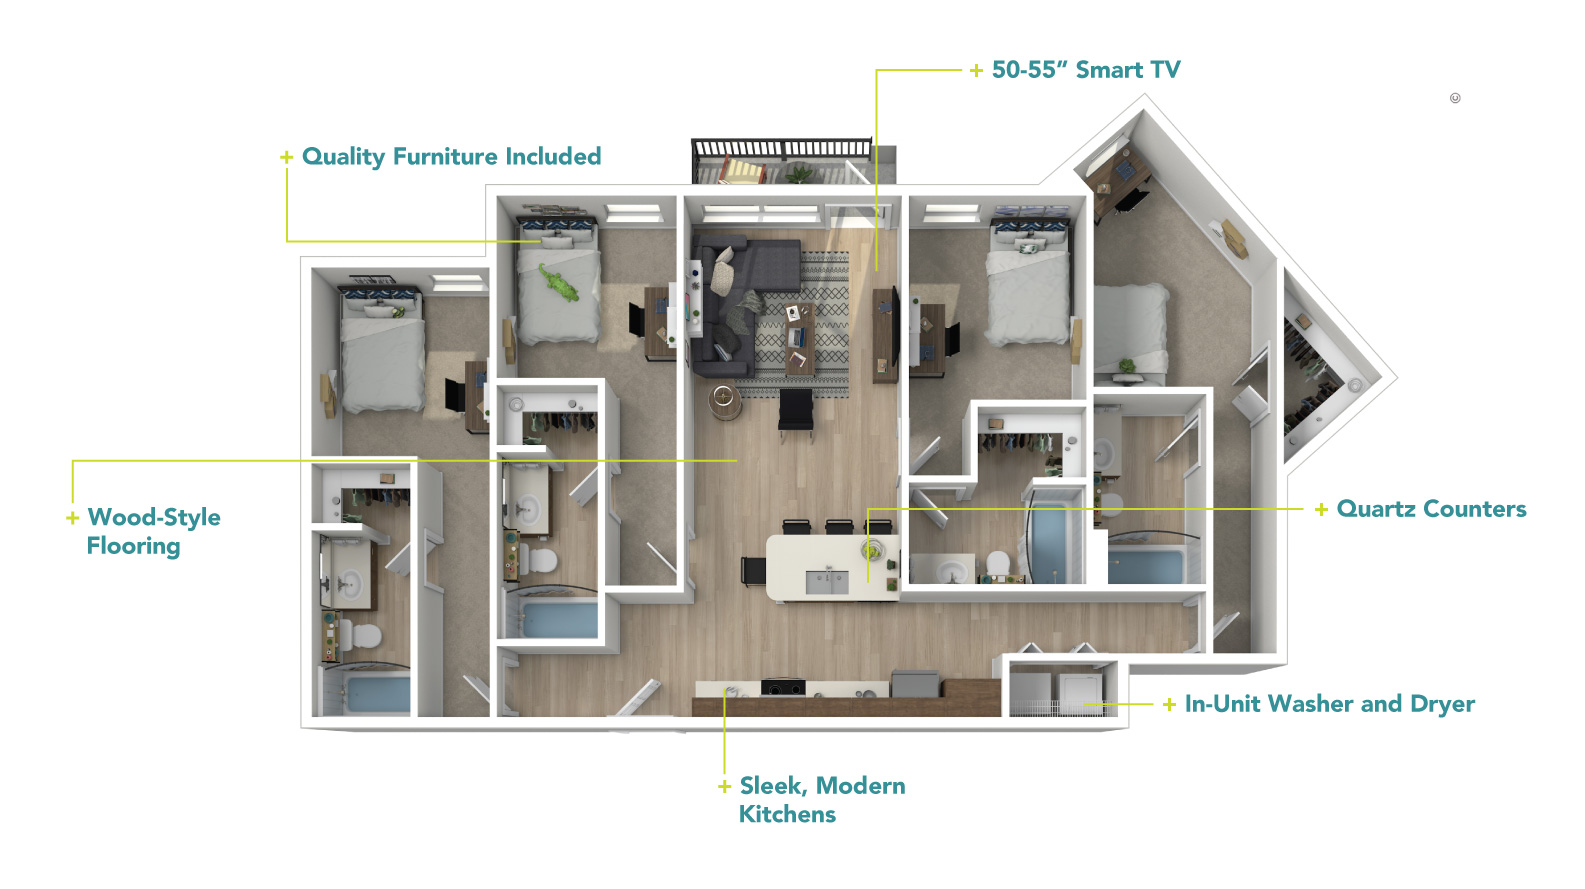 + 50-55” Smart TV
©
+ Quality Furniture Included
+ Wood-Style
Flooring
+ Quartz Counters
+ In-Unit Washer and Dryer
+ Sleek, Modern
Kitchens